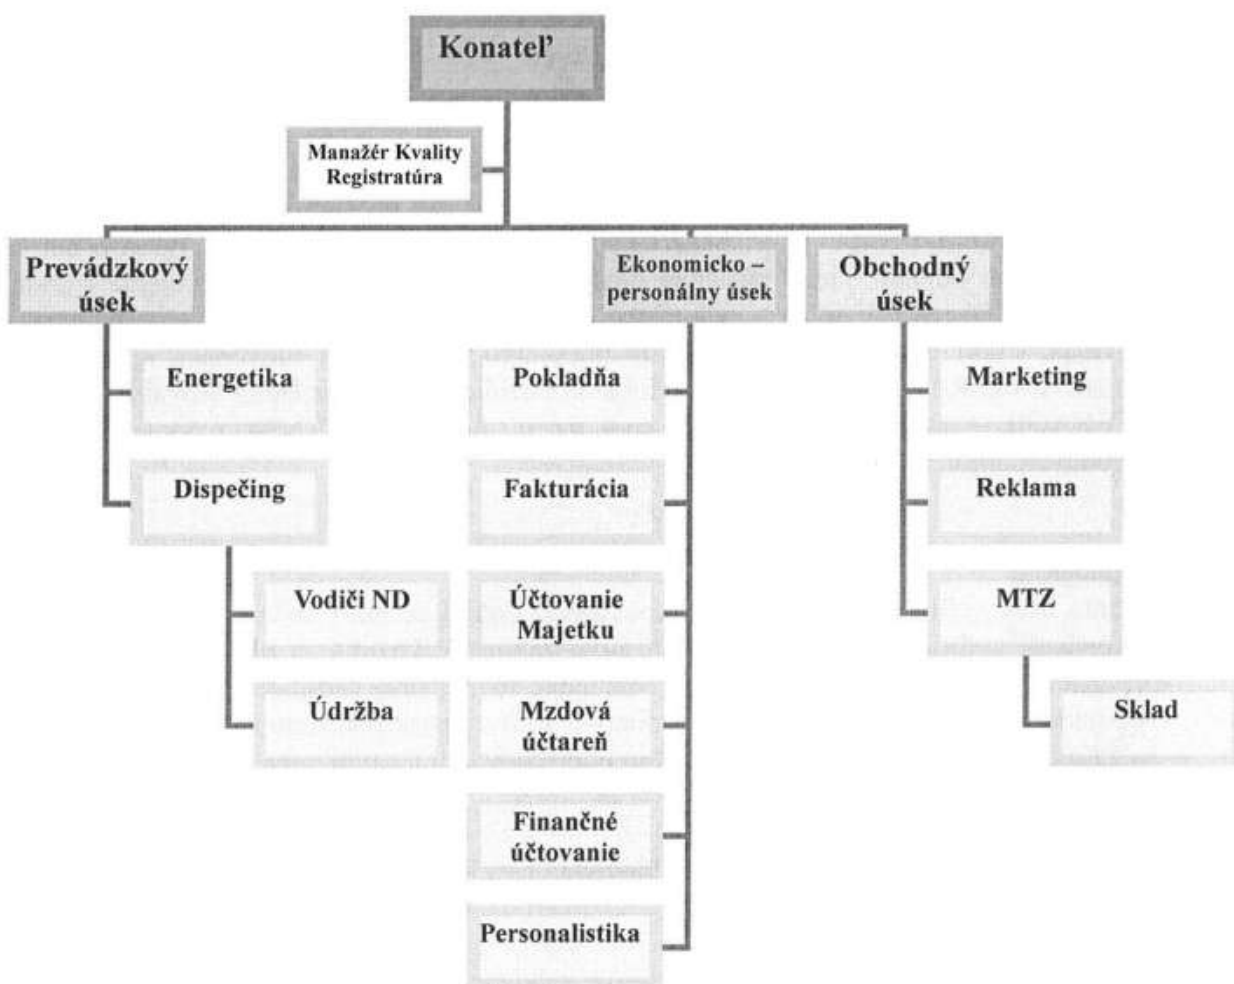 Konateľ
Manažér Kvality
Registratúra
Prevádzkový
úsek
Ekonomicko –
personálny úsek
Obchodný
úsek
Energetika
Pokladňa
Marketing
Dispečing
Fakturácia
Reklama
Vodiči ND
Účtovanie
Majetku
MTZ
Údržba
Mzdová
účtareň
Sklad
Finančné
účtovanie
Personalistika